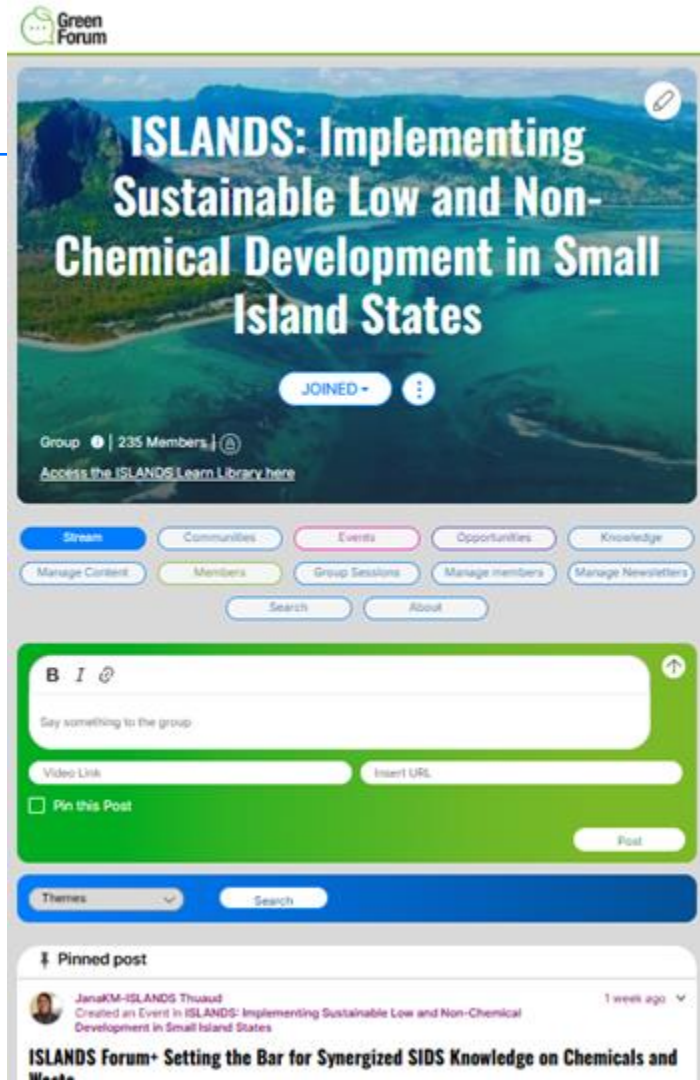 Green
Forum
ISLANDS: Implementing
Sustainable Low and Non-
Chemical Development in Small
Island States
JOINED
Group | 235 Members |
Access the ISLANDS Learn Library here
Stream Communities Events Opportunities Knowledge
Manage Content Members Group Sessions Manage members Manage Newsletters
Search About
B I
Say something to the group
Video Link Insert URL
Pin this Post
Post
Themes Search
Pinned post
JanaKM-ISLANDS Thuaud 1 week ago
Created an Event in ISLANDS: Implementing Sustainable Low and Non-Chemical
Development in Small Island States
ISLANDS Forum+ Setting the Bar for Synergized SIDS Knowledge on Chemicals and
Waste